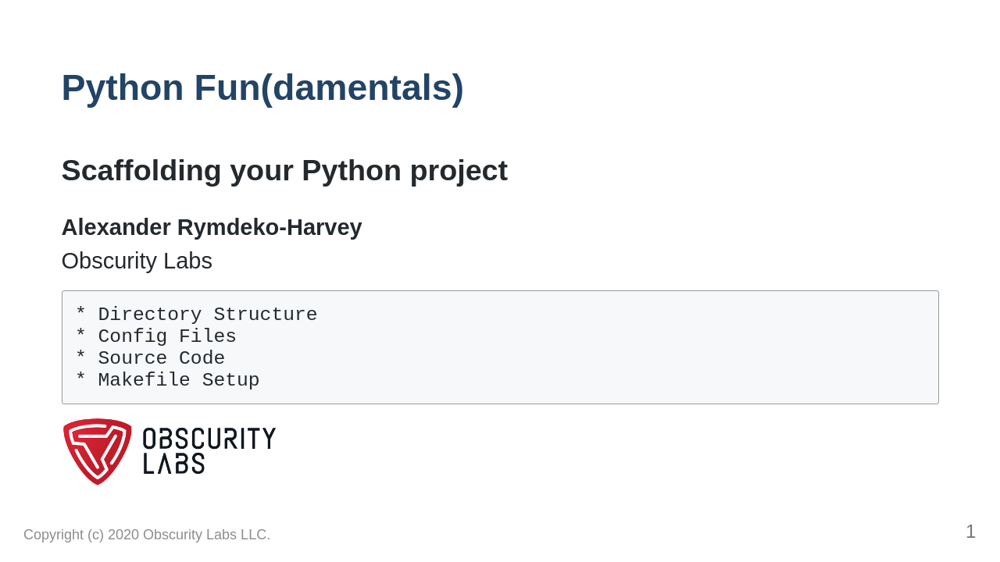 Python Fun(damentals)
Scaffolding your Python project
Alexander Rymdeko-Harvey
Obscurity Labs
* Directory Structure
* Config Files
* Source Code
* Makefile Setup
OBSCURITY
LABS
Copyright (c) 2020 Obscurity Labs LLC.
1